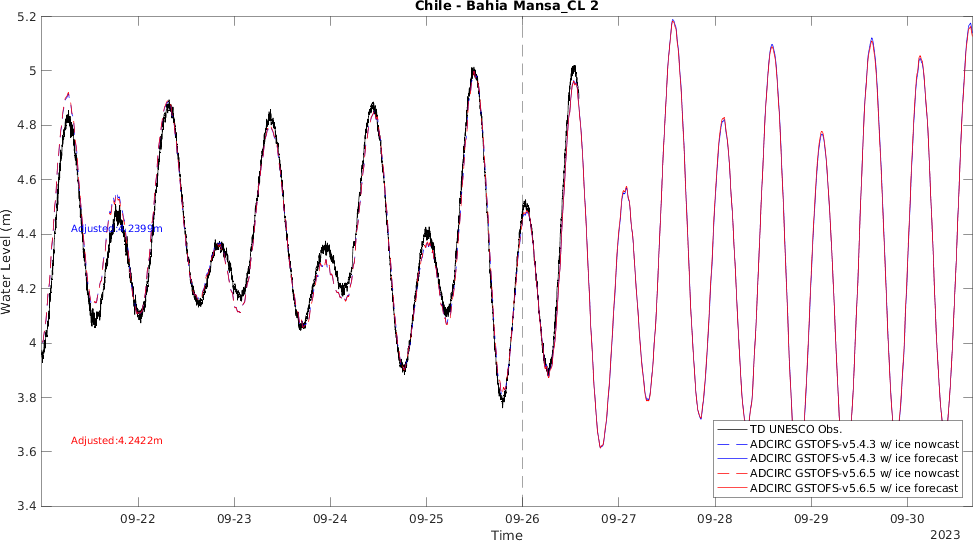 Chile - Bahia Mansa_CL 2
5.2
5
4.8
4.6
4.4
4.2
4
3.8
3.6
3.4
Water Level (m)
Adjusted:4.2399m
Adjusted:4.2422m
TD UNESCO Obs.
ADCIRC GSTOFS-v5.4.3 w/ ice nowcast
ADCIRC GSTOFS-v5.4.3 w/ ice forecast
ADCIRC GSTOFS-v5.6.5 w/ ice nowcast
ADCIRC GSTOFS-v5.6.5 w/ ice forecast
09-22 09-23 09-24 09-25 09-26 09-27 09-28 09-29 09-30
Time
2023